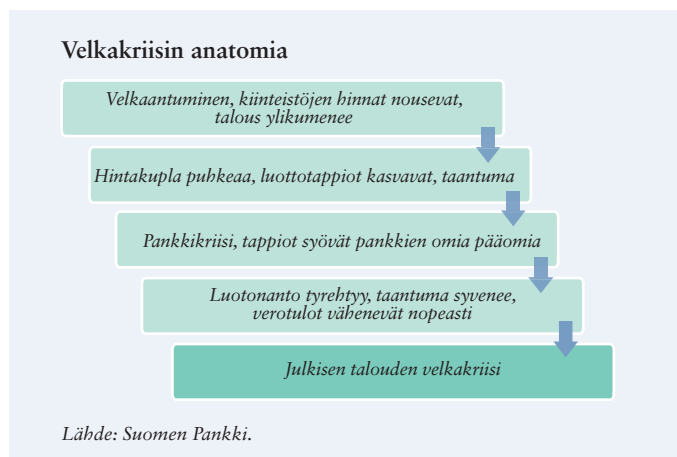 Velkakriisin anatomia
Velkaantuminen, kiinteistöjen hinnat nousevat,
talous ylikumenee
Hintakupla puhkeaa, luottotappiot kasvavat, taantuma
Pankkikriisi, tappiot syövät pankkien omia pääomia
Luotonanto tyrehtyy, taantuma syvenee,
verotulot vähenevät nopeasti
Julkisen talouden velkakriisi
Lähde: Suomen Pankki.